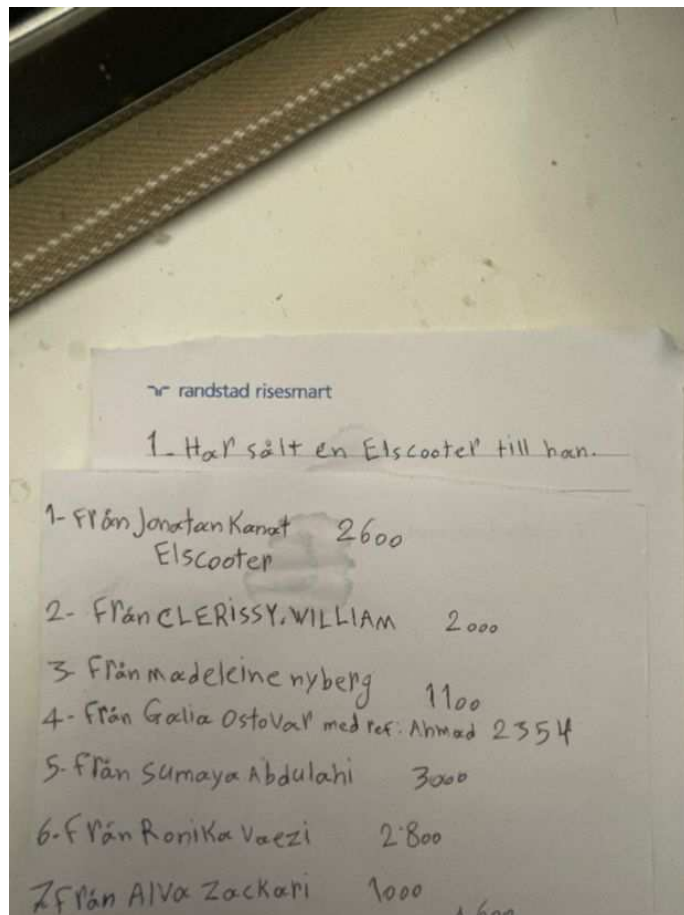 randstad risesmart
1- Har sålt en Elscooter till han.
1- Från Jonatan Kanat 2600
Elscooter
2- Från CLERISSY, WILLIAM 2000
3- Från madeleine nyberg 1100
4- Från Galia Ostovar med ref: Ahmad 2354
5- från Sumaya Abdulahi 3000
6- Från Ronika Vaezi 2800
7 Från Alva Zackari 1000